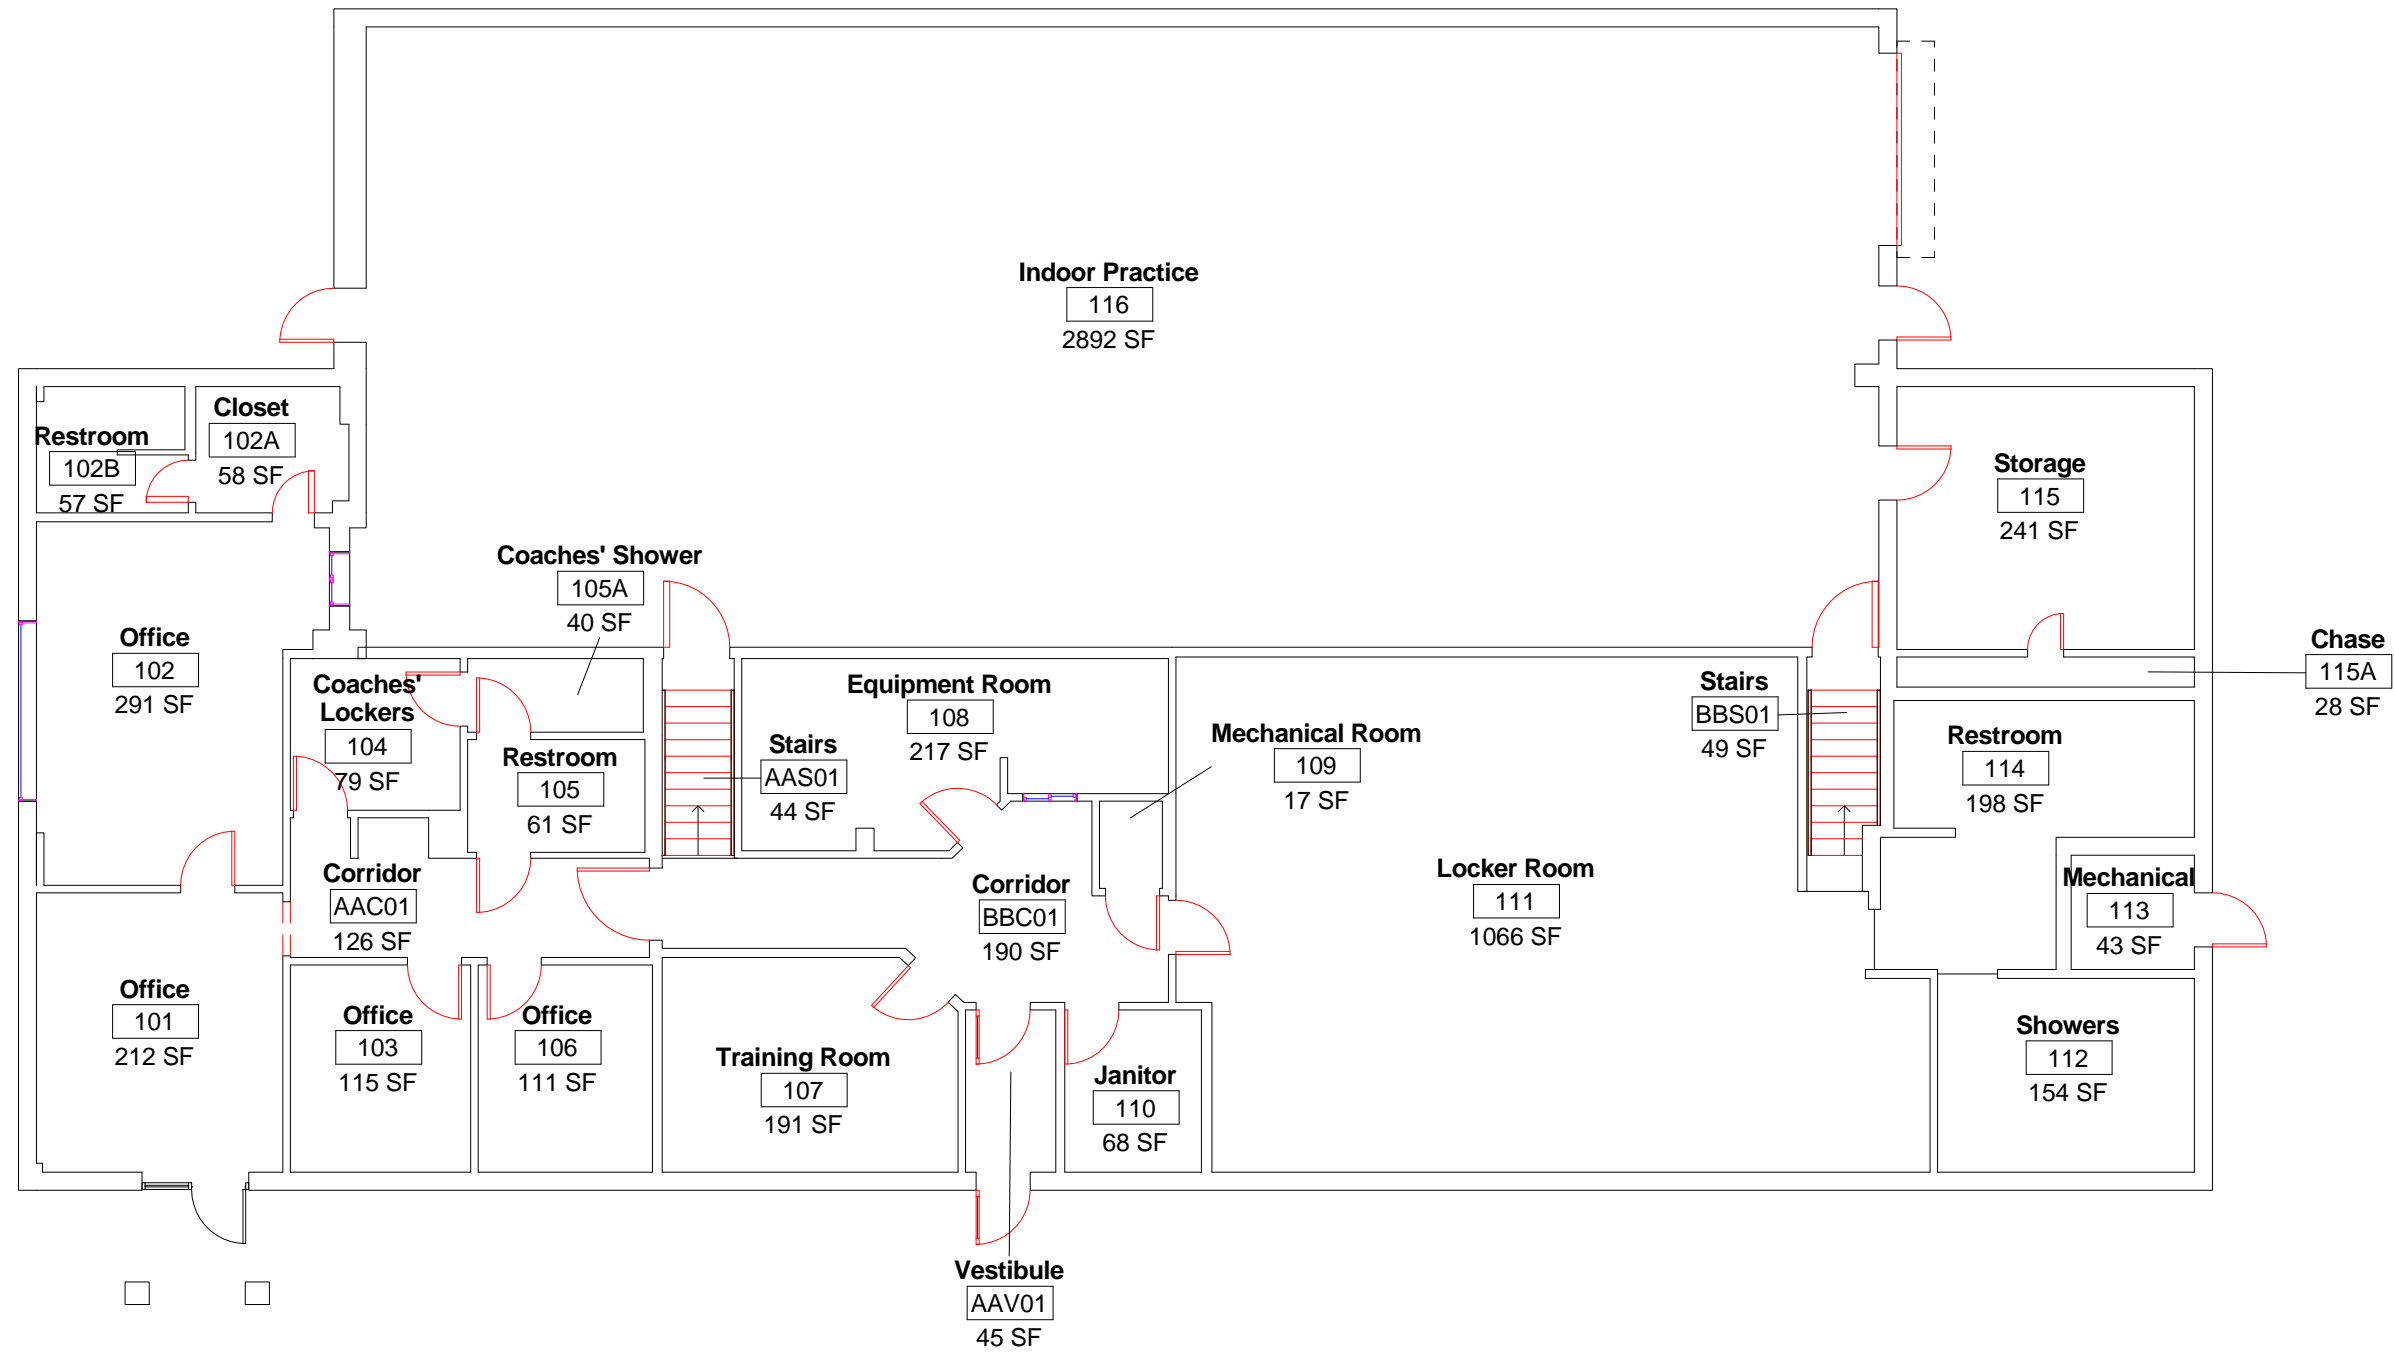 Indoor Practice
116
2892 SF
Closet
102A
58 SF
Restroom
102B
57 SF
Storage
115
241 SF
Coaches' Shower
105A
40 SF
Office
102
291 SF
Chase
115A
28 SF
Coaches'
Lockers
104
79 SF
Equipment Room
108
217 SF
Stairs
BBS01
49 SF
Mechanical Room
109
17 SF
Stairs
AAS01
44 SF
Restroom
105
61 SF
Restroom
114
198 SF
Corridor
AAC01
126 SF
Corridor
BBC01
190 SF
Locker Room
111
1066 SF
Mechanical
113
43 SF
Office
101
212 SF
Office
103
115 SF
Office
106
111 SF
Training Room
107
191 SF
Janitor
110
68 SF
Showers
112
154 SF
Vestibule
AAV01
45 SF